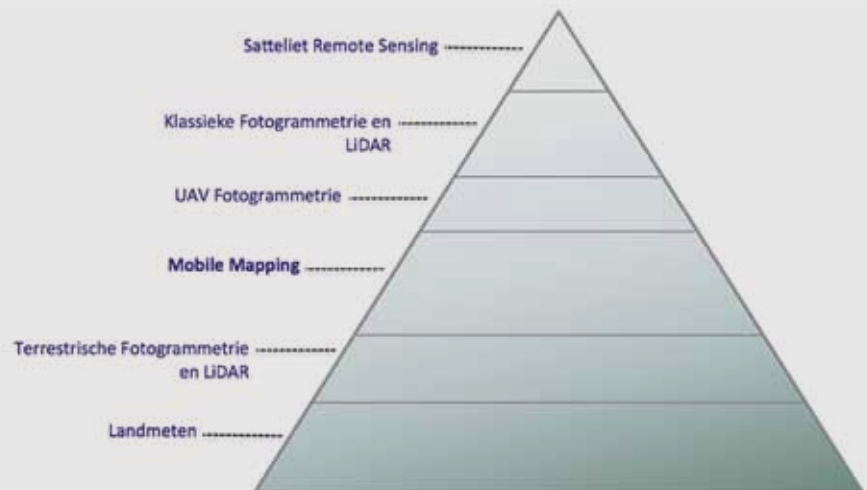 Satteliet Remote Sensing
Klassieke Fotogrammetrie en
LiDAR
UAV Fotogrammetrie
Mobile Mapping
Terrestrische Fotogrammetrie
en LiDAR
Landmeten